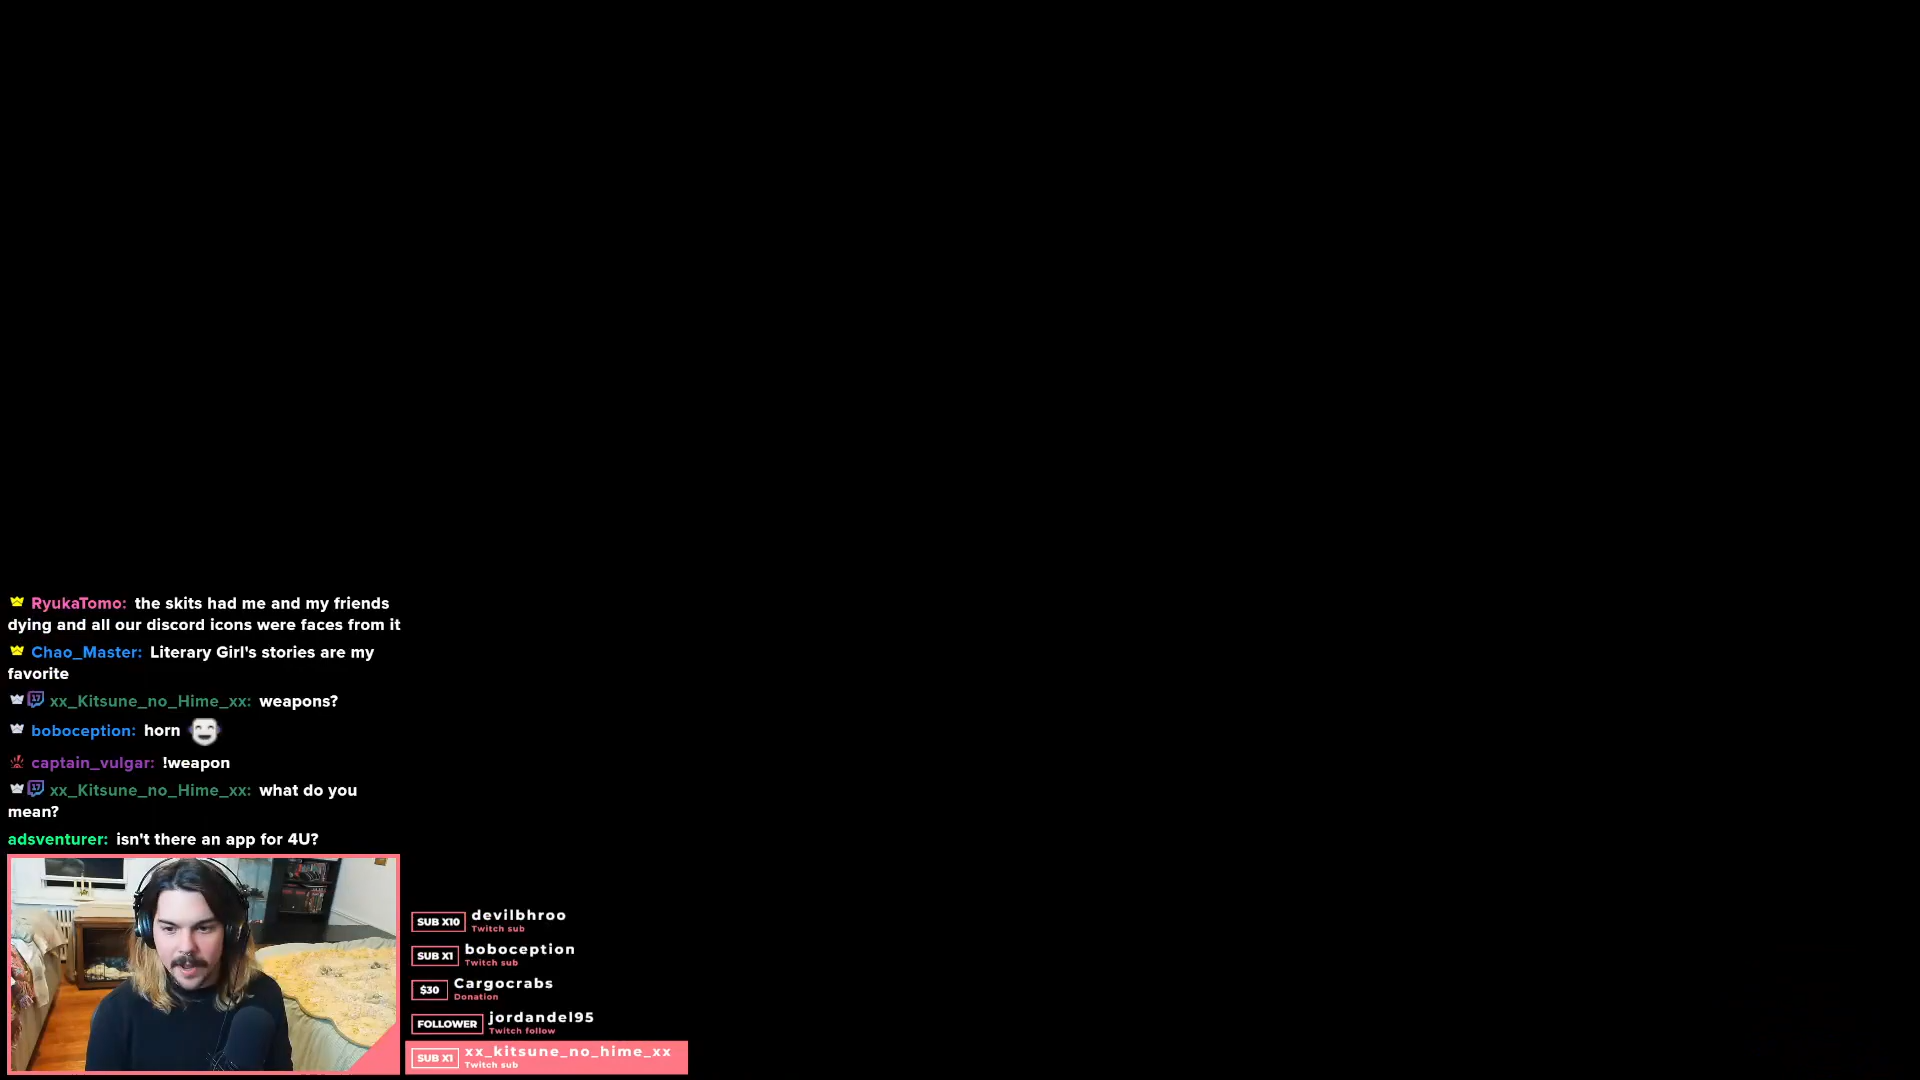 RyukaTomo: the skits had me and my friends
dying and all our discord icons were faces from it
Chao_Master: Literary Girl's stories are my
favorite
xx_Kitsune_no_Hime_xx: weapons?
boboception: horn
captain_vulgar: !weapon
xx_Kitsune_no_Hime_xx: what do you
mean?
adsventurer: isn't there an app for 4U?
SUB X10 devilbhroo
Twitch sub
SUB X1 boboception
Twitch sub
$30 Cargocrabs
Donation
FOLLOWER jordandel95
Twitch follow
SUB X1 xx_kitsune_no_hime_xx
Twitch sub